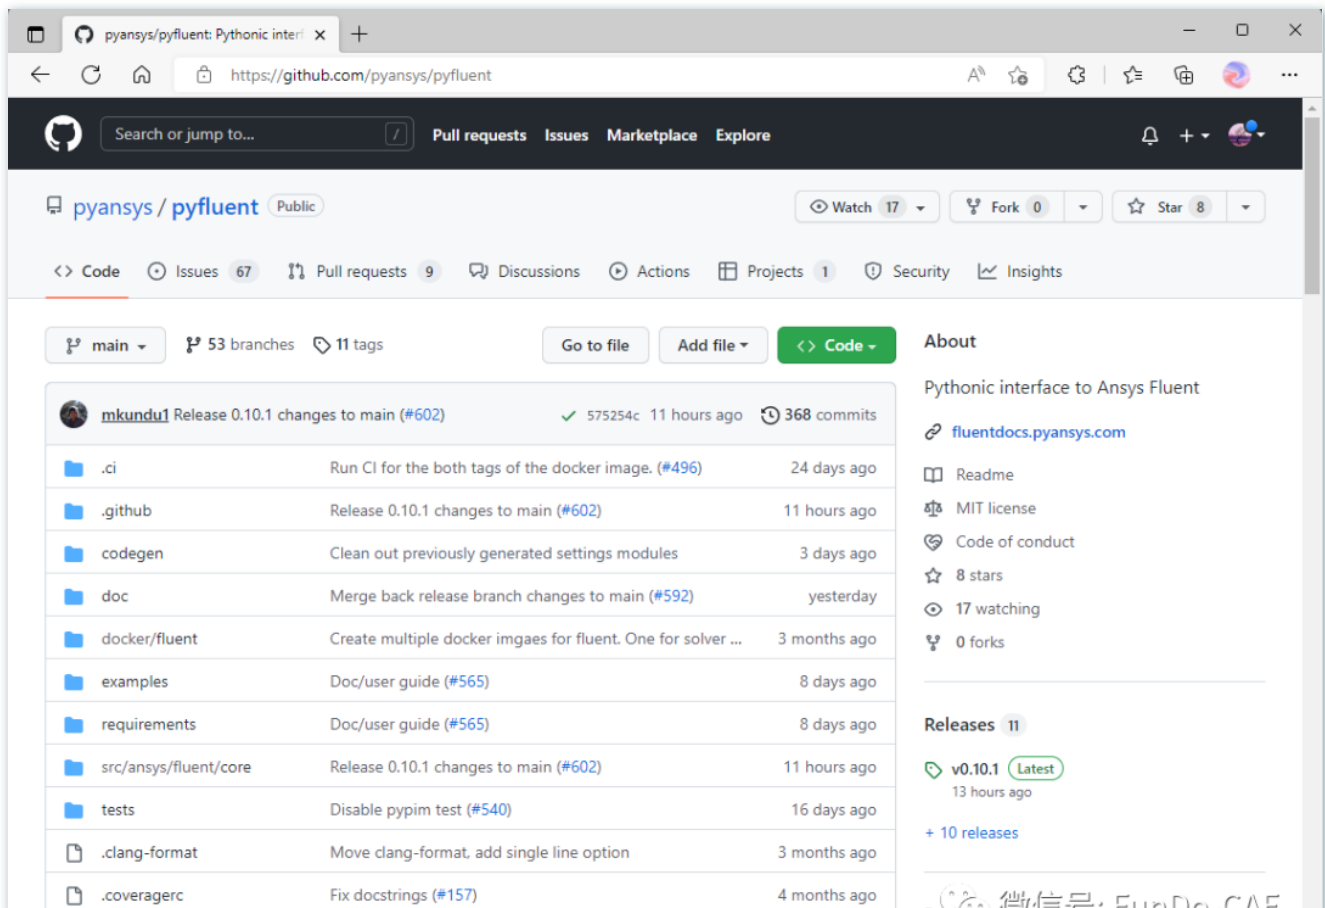 pyansys/pyfluent: Pythonic interf
https://github.com/pyansys/pyfluent
Search or jump to... / Pull requests Issues Marketplace Explore
pyansys / pyfluent Public Watch 17 Fork 0 Star 8
<> Code Issues 67 Pull requests 9 Discussions Actions Projects 1 Security Insights
main 53 branches 11 tags Go to file Add file <> Code
mkundu1 Release 0.10.1 changes to main (#602) 575254c 11 hours ago 368 commits
.ci Run CI for the both tags of the docker image. (#496) 24 days ago
.github Release 0.10.1 changes to main (#602) 11 hours ago
codegen Clean out previously generated settings modules 3 days ago
doc Merge back release branch changes to main (#592) yesterday
docker/fluent Create multiple docker imgaes for fluent. One for solver ... 3 months ago
examples Doc/user guide (#565) 8 days ago
requirements Doc/user guide (#565) 8 days ago
src/ansys/fluent/core Release 0.10.1 changes to main (#602) 11 hours ago
tests Disable pypim test (#540) 16 days ago
.clang-format Move clang-format, add single line option 3 months ago
.coveragerc Fix docstrings (#157) 4 months ago
About
Pythonic interface to Ansys Fluent
fluentdocs.pyansys.com
Readme
MIT license
Code of conduct
8 stars
17 watching
0 forks
Releases 11
v0.10.1 Latest
13 hours ago
+ 10 releases
微信号: FunDo_CAE